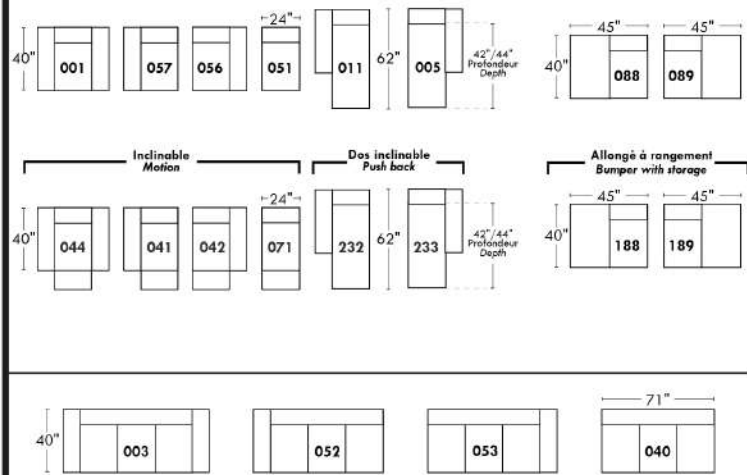 24" 45" 45"
40" 001 057 056 051 011 62" 005 42"/44" Profondeur Depth 40" 088 089
Inclinable Dos inclinable Allongé à rangement
Motion Push back Bumper with storage
24" 45" 45"
40" 044 041 042 071 232 62" 233 42"/44" Profondeur Depth 40" 188 189
71"
40" 003 052 053 040